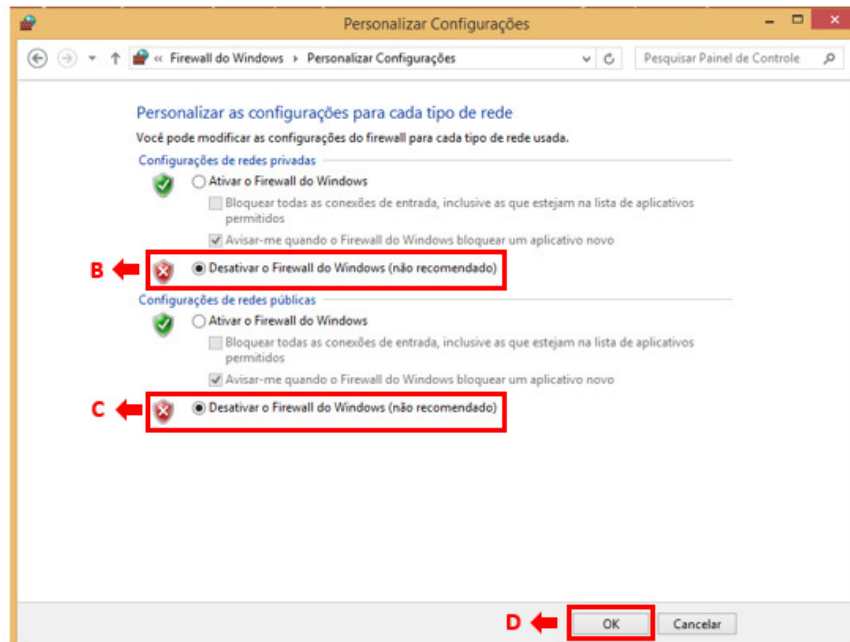 Personalizar Configurações
« Firewall do Windows › Personalizar Configurações
Pesquisar Painel de Controle
Personalizar as configurações para cada tipo de rede
Você pode modificar as configurações do firewall para cada tipo de rede usada.
Configurações de redes privadas
Ativar o Firewall do Windows
Bloquear todas as conexões de entrada, inclusive as que estejam na lista de aplicativos
permitidos
Avisar-me quando o Firewall do Windows bloquear um aplicativo novo
B Desativar o Firewall do Windows (não recomendado)
Configurações de redes públicas
Ativar o Firewall do Windows
Bloquear todas as conexões de entrada, inclusive as que estejam na lista de aplicativos
permitidos
Avisar-me quando o Firewall do Windows bloquear um aplicativo novo
C Desativar o Firewall do Windows (não recomendado)
D OK Cancelar